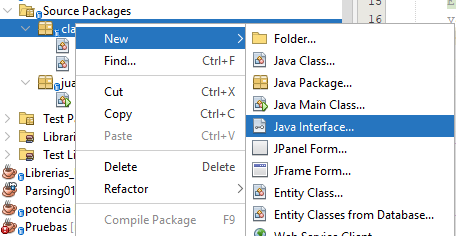 Source Packages
cla
jua
Test P
Librari
Test Li
Librerias_
Parsing01
potencia
Pruebas [
New
Find... Ctrl+F
Cut Ctrl+X
Copy Ctrl+C
Paste Ctrl+V
Delete Delete
Refactor
Compile Package F9
Folder...
Java Class...
Java Package...
Java Main Class...
Java Interface...
JPanel Form...
JFrame Form...
Entity Class...
Entity Classes from Database...
Web Service Client
15
16